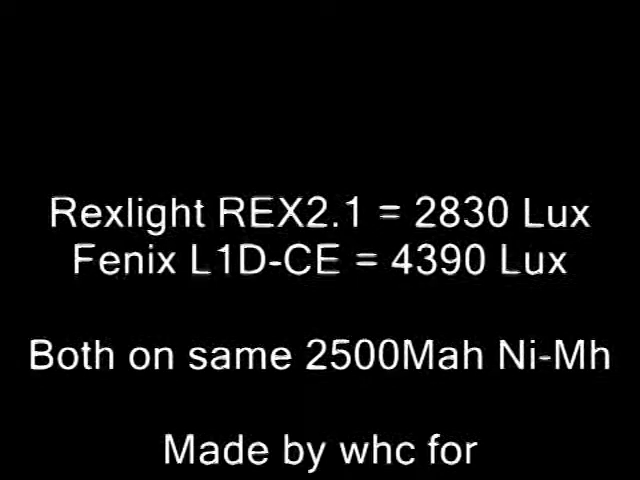 Rexlight REX2.1 = 2830 Lux
Fenix L1D-CE = 4390 Lux
Both on same 2500Mah Ni-Mh
Made by whc for